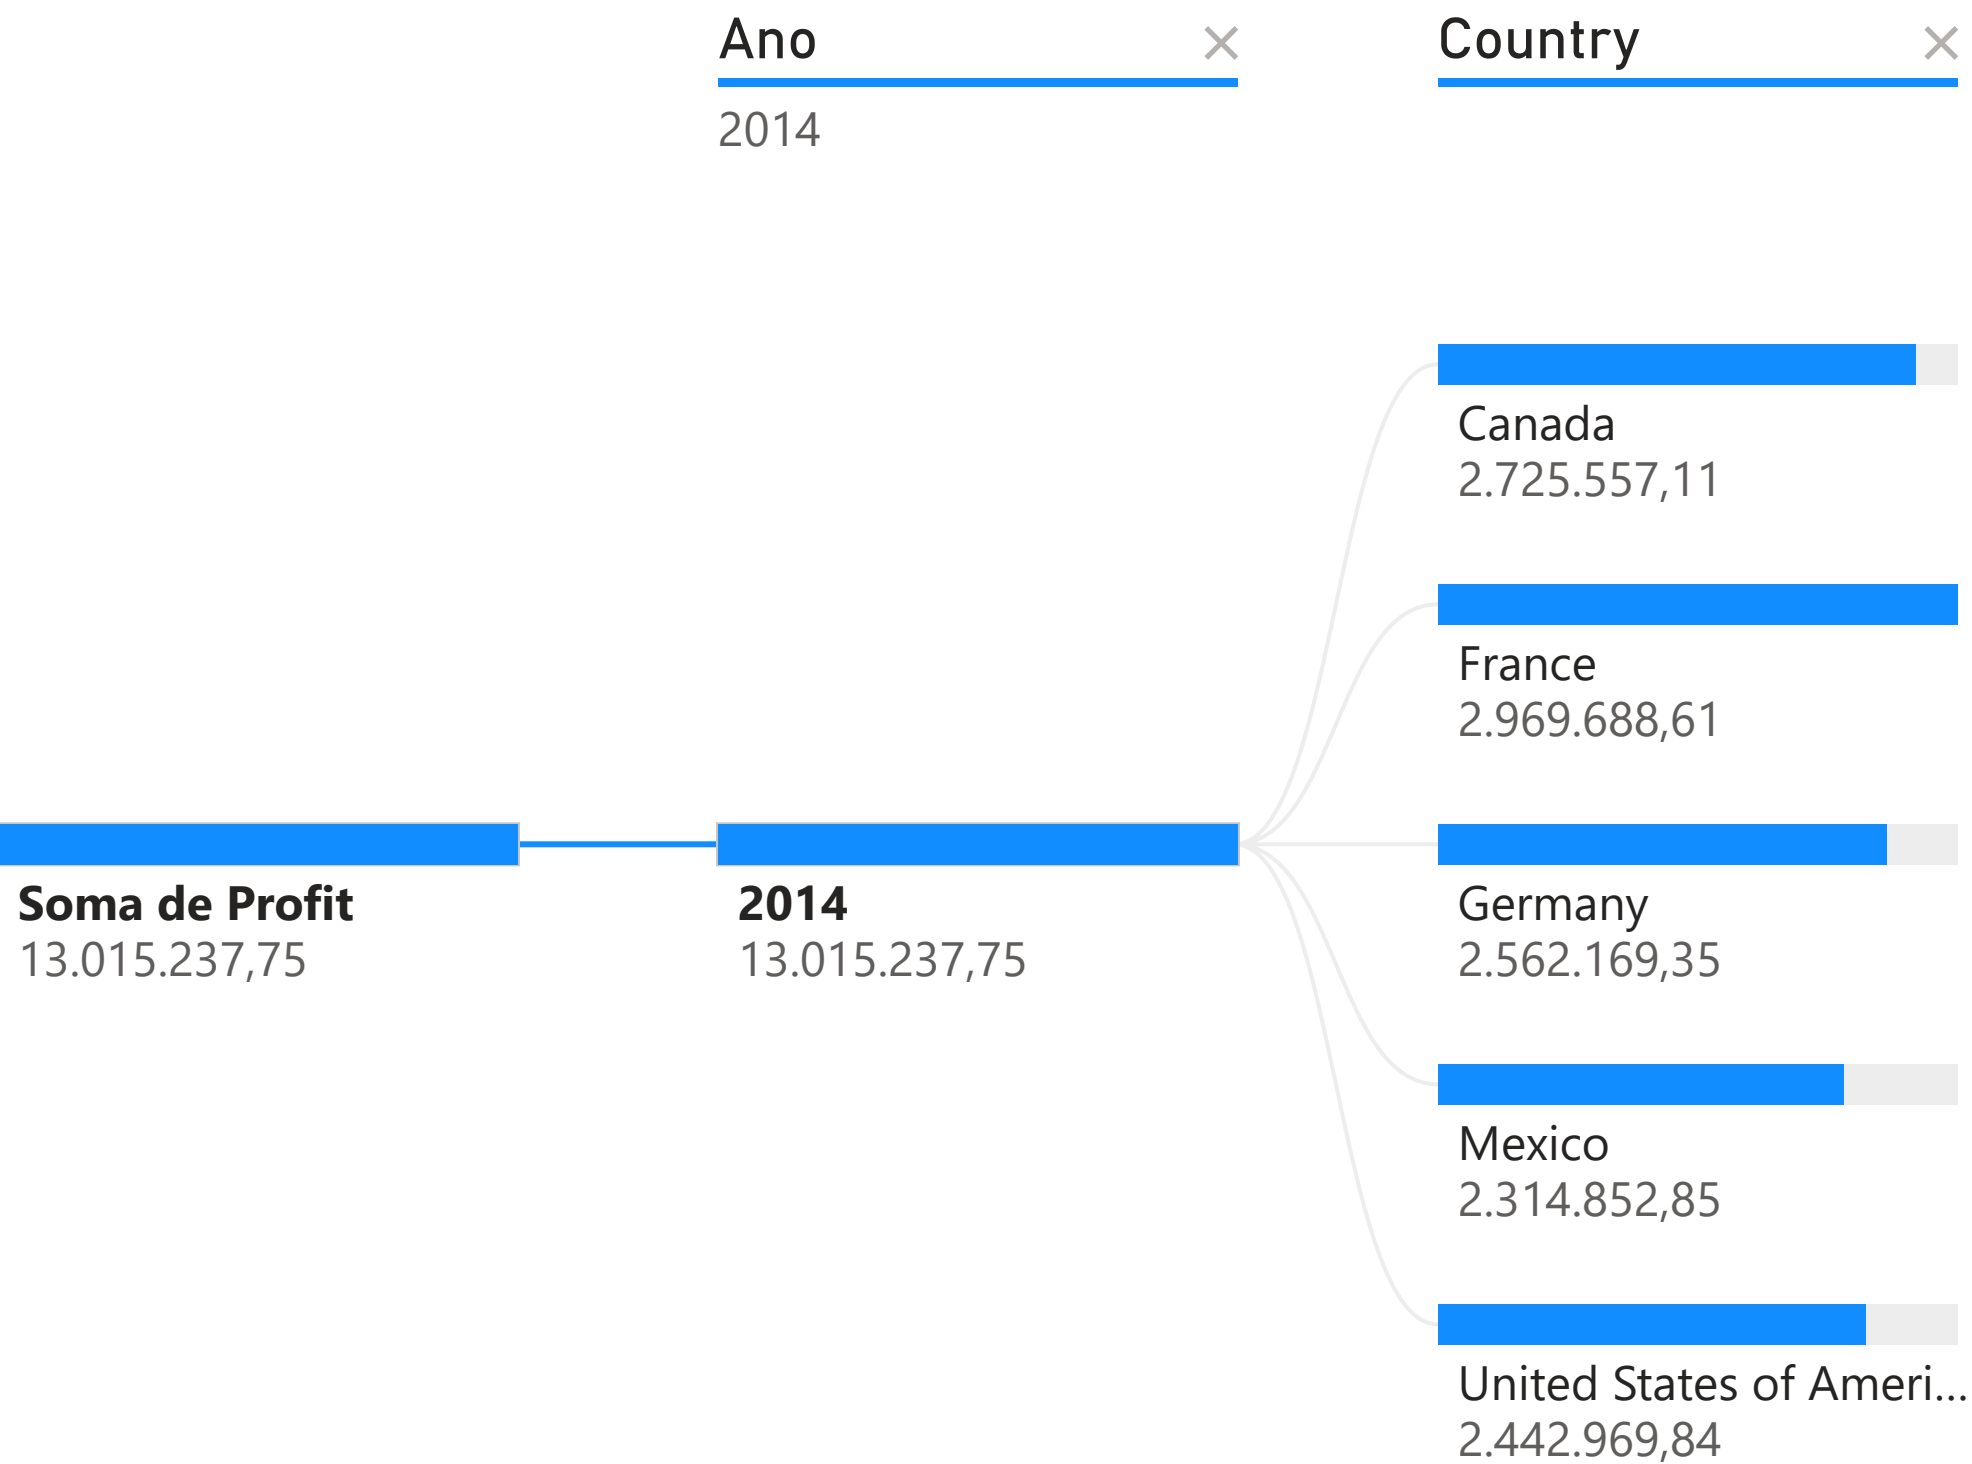 Ano
Country
2014
Canada
2.725.557,11
France
2.969.688,61
Soma de Profit
13.015.237,75
2014
13.015.237,75
Germany
2.562.169,35
Mexico
2.314.852,85
United States of Ameri...
2.442.969,84